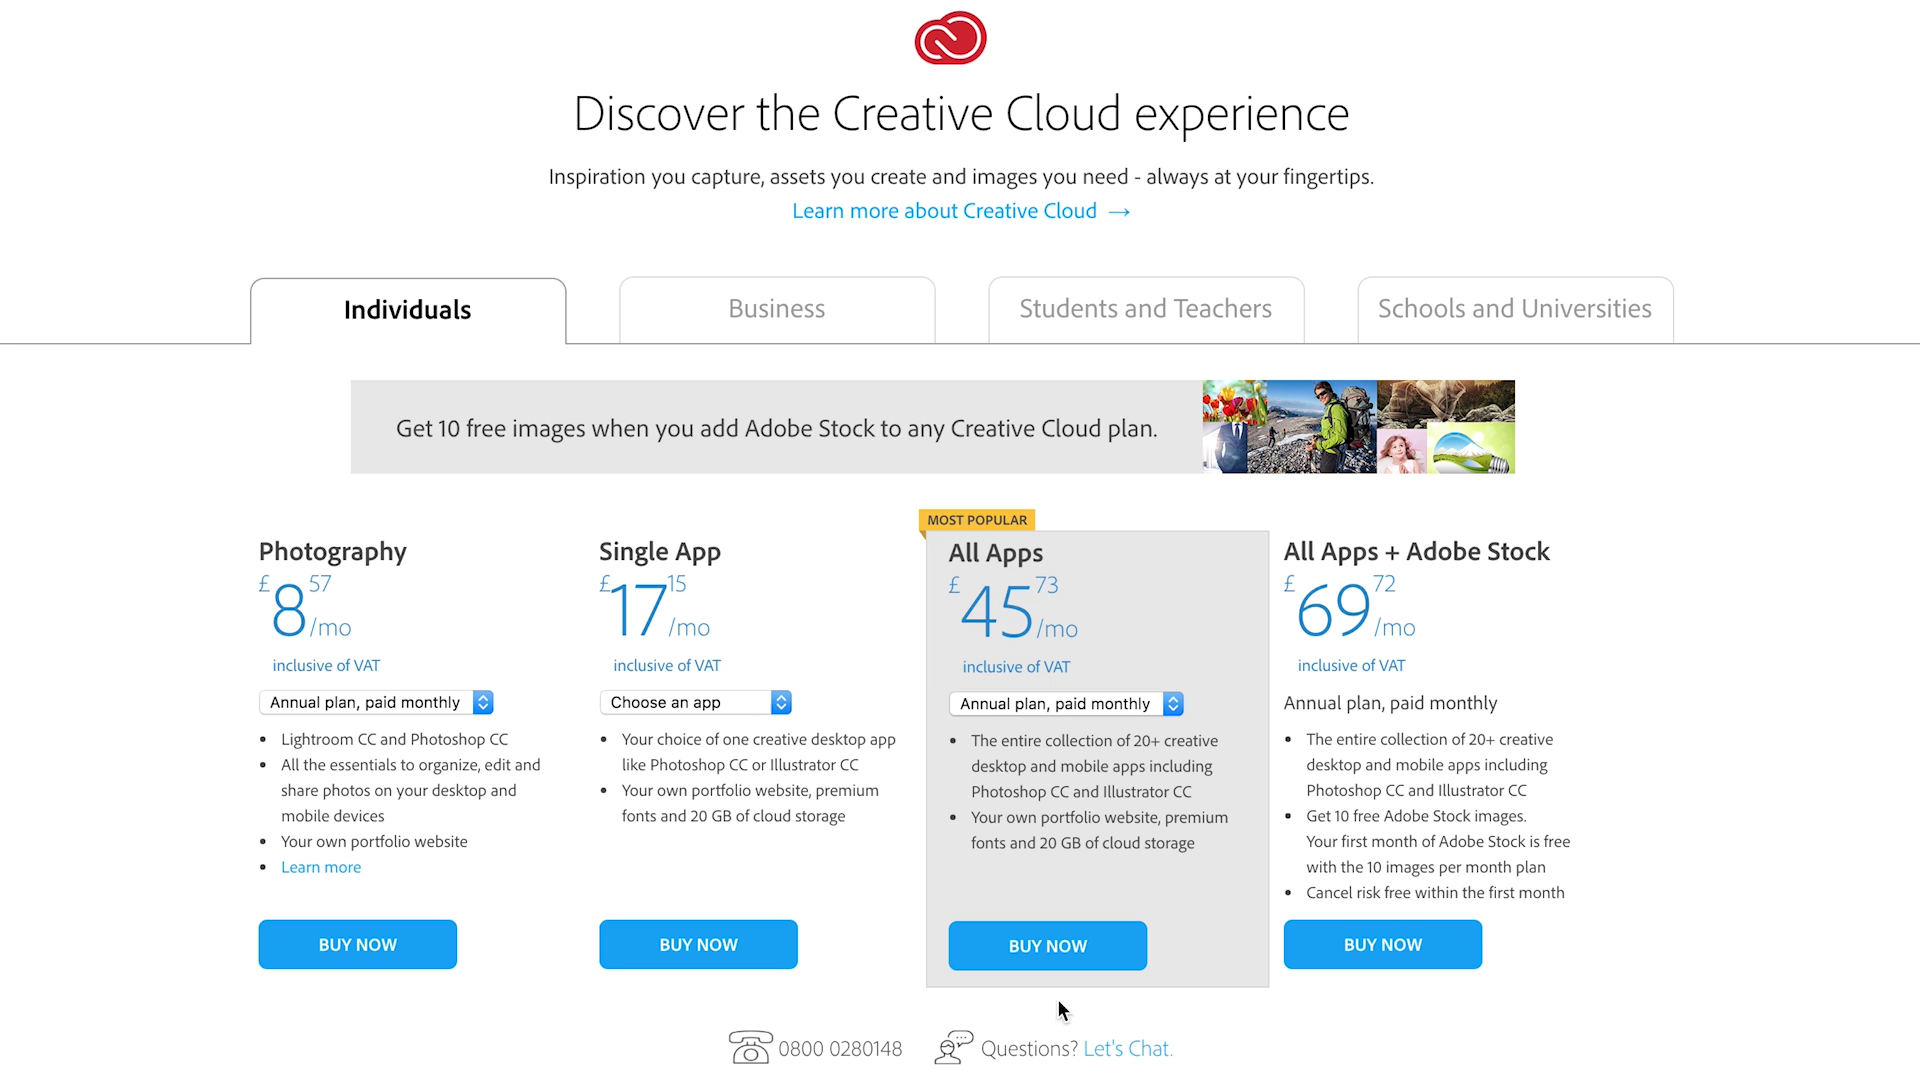 Discover the Creative Cloud experience
Inspiration you capture, assets you create and images you need - always at your fingertips.
Learn more about Creative Cloud →
Individuals
Business
Students and Teachers
Schools and Universities
Get 10 free images when you add Adobe Stock to any Creative Cloud plan.
Photography
£8 57 /mo
inclusive of VAT
Annual plan, paid monthly
• Lightroom CC and Photoshop CC
• All the essentials to organize, edit and
share photos on your desktop and
mobile devices
• Your own portfolio website
• Learn more
BUY NOW
Single App
£17 15 /mo
inclusive of VAT
Choose an app
• Your choice of one creative desktop app
like Photoshop CC or Illustrator CC
• Your own portfolio website, premium
fonts and 20 GB of cloud storage
BUY NOW
MOST POPULAR
All Apps
£45 73 /mo
inclusive of VAT
Annual plan, paid monthly
• The entire collection of 20+ creative
desktop and mobile apps including
Photoshop CC and Illustrator CC
• Your own portfolio website, premium
fonts and 20 GB of cloud storage
BUY NOW
All Apps + Adobe Stock
£69 72 /mo
inclusive of VAT
Annual plan, paid monthly
• The entire collection of 20+ creative
desktop and mobile apps including
Photoshop CC and Illustrator CC
• Get 10 free Adobe Stock images.
Your first month of Adobe Stock is free
with the 10 images per month plan
• Cancel risk free within the first month
BUY NOW
0800 0280148
Questions? Let's Chat.